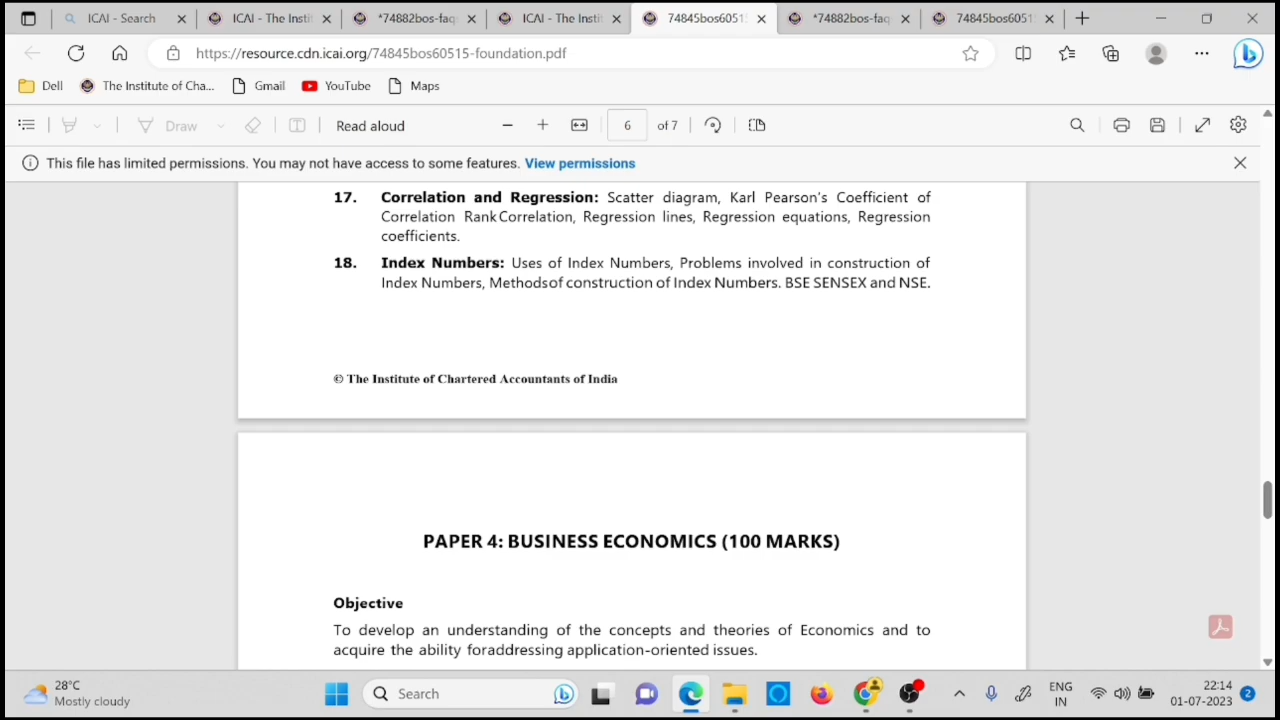 ICAI - Search
ICAI - The Instit
*74882bos-faq
ICAI - The Instit
74845bos6051
*74882bos-faq
74845bos6051
https://resource.cdn.icai.org/74845bos60515-foundation.pdf
Dell
The Institute of Cha...
Gmail
YouTube
Maps
Draw
Read aloud
6
of 7
This file has limited permissions. You may not have access to some features. View permissions
17. Correlation and Regression: Scatter diagram, Karl Pearson's Coefficient of
Correlation Rank Correlation, Regression lines, Regression equations, Regression
coefficients.
18. Index Numbers: Uses of Index Numbers, Problems involved in construction of
Index Numbers, Methodsof construction of Index Numbers. BSE SENSEX and NSE.
© The Institute of Chartered Accountants of India
PAPER 4: BUSINESS ECONOMICS (100 MARKS)
Objective
To develop an understanding of the concepts and theories of Economics and to
acquire the ability foraddressing application-oriented issues.
28°C
Mostly cloudy
Search
ENG
IN
22:14
01-07-2023
2